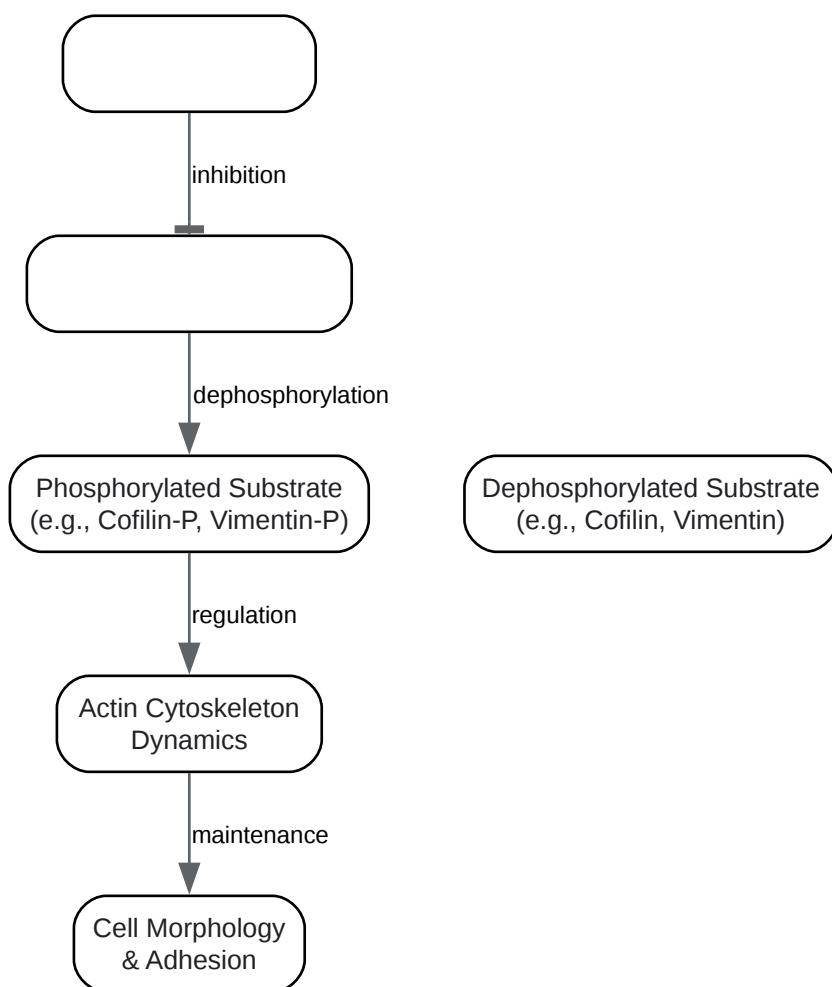 inhibition
dephosphorylation
Phosphorylated Substrate
(e.g., Cofilin-P, Vimentin-P)
Dephosphorylated Substrate
(e.g., Cofilin, Vimentin)
regulation
Actin Cytoskeleton
Dynamics
maintenance
Cell Morphology
& Adhesion